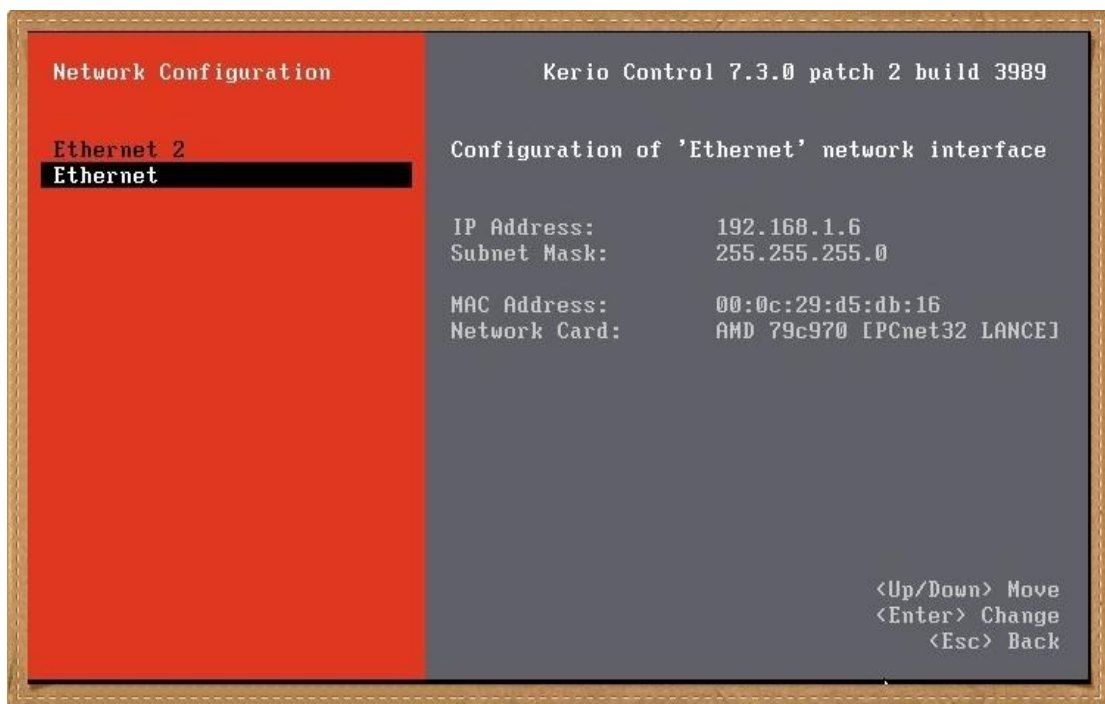 Network Configuration
Kerio Control 7.3.0 patch 2 build 3989
Ethernet 2
Ethernet
Configuration of 'Ethernet' network interface
IP Address: 192.168.1.6
Subnet Mask: 255.255.255.0
MAC Address: 00:0c:29:d5:db:16
Network Card: AMD 79c970 [PCnet32 LANCE]
<Up/Down> Move
<Enter> Change
<Esc> Back